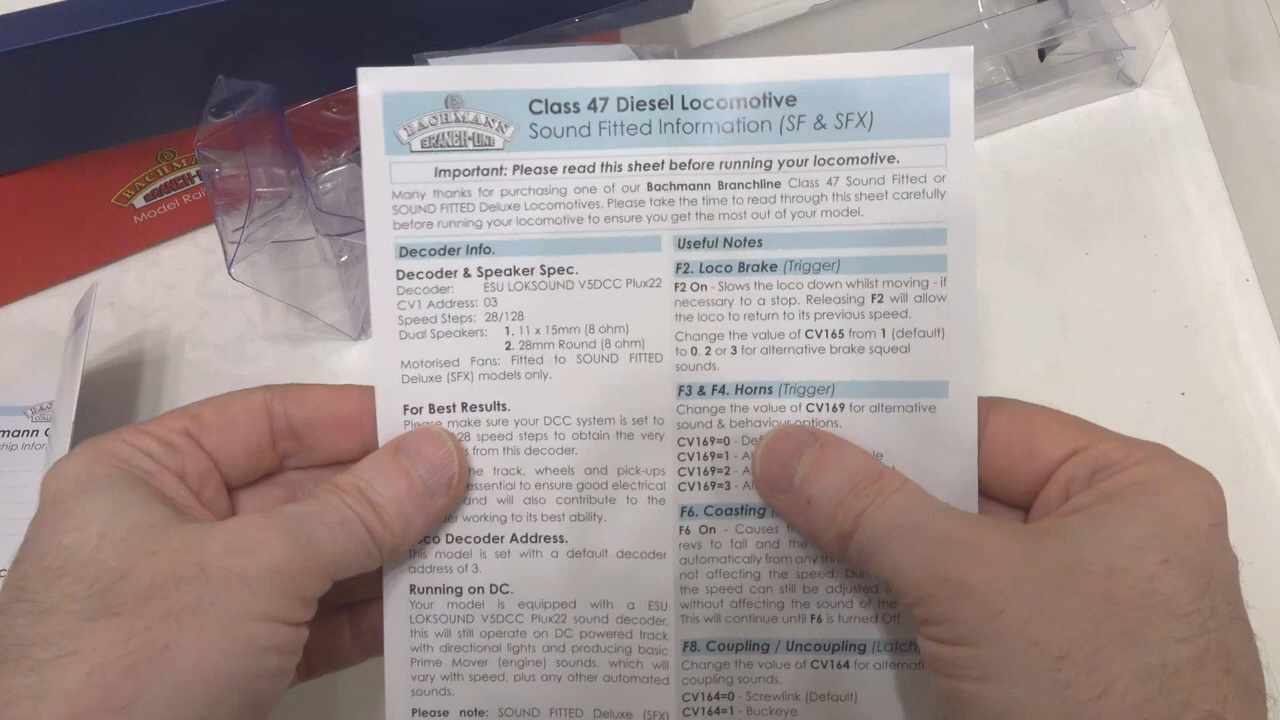 BACHMANN
BRANCH-LINE
Class 47 Diesel Locomotive
Sound Fitted Information (SF & SFX)
Important: Please read this sheet before running your locomotive.
Many thanks for purchasing one of our Bachmann Branchline Class 47 Sound Fitted or
SOUND FITTED Deluxe Locomotives. Please take the time to read through this sheet carefully
before running your locomotive to ensure you get the most out of your model.
Decoder Info.
Decoder & Speaker Spec.
Decoder: ESU LOKSOUND V5DCC Plux22
CV1 Address: 03
Speed Steps: 28/128
Dual Speakers: 1. 11 x 15mm (8 ohm)
2. 28mm Round (8 ohm)
Motorised Fans: Fitted to SOUND FITTED
Deluxe (SFX) models only.
For Best Results.
Please make sure your DCC system is set to
28 speed steps to obtain the very
from this decoder.
track, wheels and pick-ups
essential to ensure good electrical
and will also contribute to the
working to its best ability.
Decoder Address.
This model is set with a default decoder
address of 3.
Running on DC.
Your model is equipped with a ESU
LOKSOUND V5DCC Plux22 sound decoder,
this will still operate on DC powered track
with directional lights and producing basic
Prime Mover (engine) sounds, which will
vary with speed, plus any other automated
sounds.
Please note: SOUND FITTED Deluxe (SFX)
Useful Notes
F2. Loco Brake (Trigger)
F2 On - Slows the loco down whilst moving - if
necessary to a stop. Releasing F2 will allow
the loco to return to its previous speed.
Change the value of CV165 from 1 (default)
to 0, 2 or 3 for alternative brake squeal
sounds.
F3 & F4. Horns (Trigger)
Change the value of CV169 for alternative
sound & behaviour options.
CV169=0 -
CV169=1 -
CV169=2 -
CV169=3 -
F6. Coasting
F6 On - Causes
revs to fall and the
automatically from any
not affecting the speed.
the speed can still be adjusted
without affecting the sound of the
This will continue until F6 is turned Off.
F8. Coupling / Uncoupling (Latch)
Change the value of CV164 for
coupling sounds.
CV164=0 - Screwlink (Default)
CV164=1 - Buckeye
Model